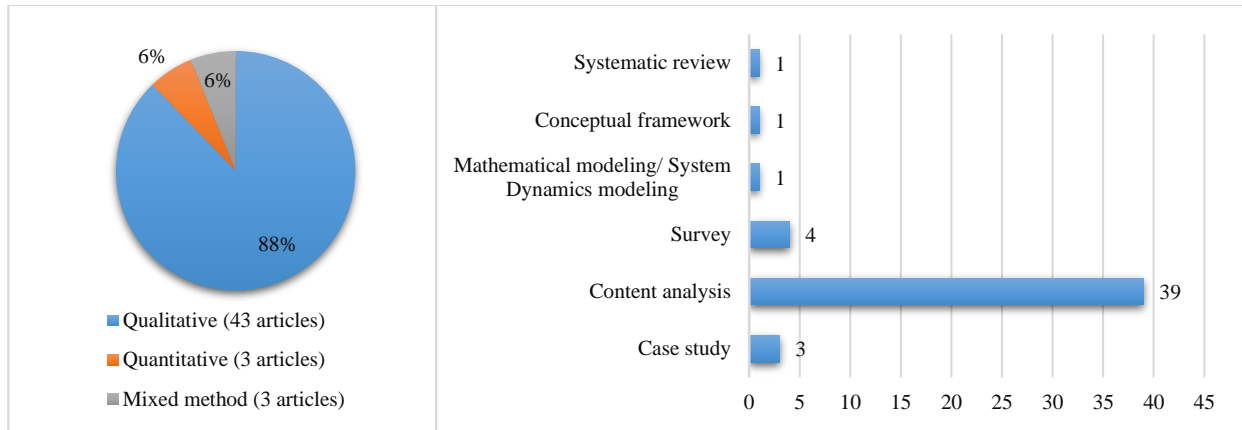 6%
6%
88%
Qualitative (43 articles)
Quantitative (3 articles)
Mixed method (3 articles)
Systematic review
1
Conceptual framework
1
Mathematical modeling/ System
Dynamics modeling
1
Survey
4
Content analysis
39
Case study
3
0 5 10 15 20 25 30 35 40 45